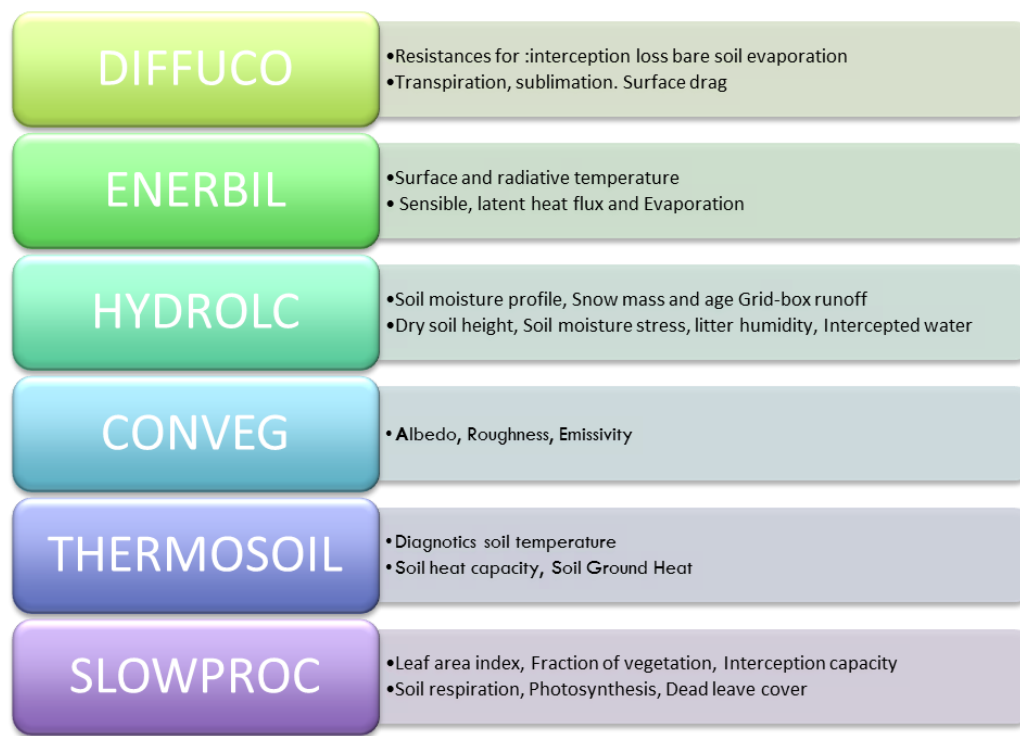 DIFFUCO
•Resistances for :interception loss bare soil evaporation
•Transpiration, sublimation. Surface drag
ENERBIL
•Surface and radiative temperature
• Sensible, latent heat flux and Evaporation
HYDROLC
•Soil moisture profile, Snow mass and age Grid-box runoff
•Dry soil height, Soil moisture stress, litter humidity, Intercepted water
CONVEG
• Albedo, Roughness, Emissivity
THERMOSOIL
• Diagnotics soil temperature
• Soil heat capacity, Soil Ground Heat
SLOWPROC
•Leaf area index, Fraction of vegetation, Interception capacity
•Soil respiration, Photosynthesis, Dead leave cover